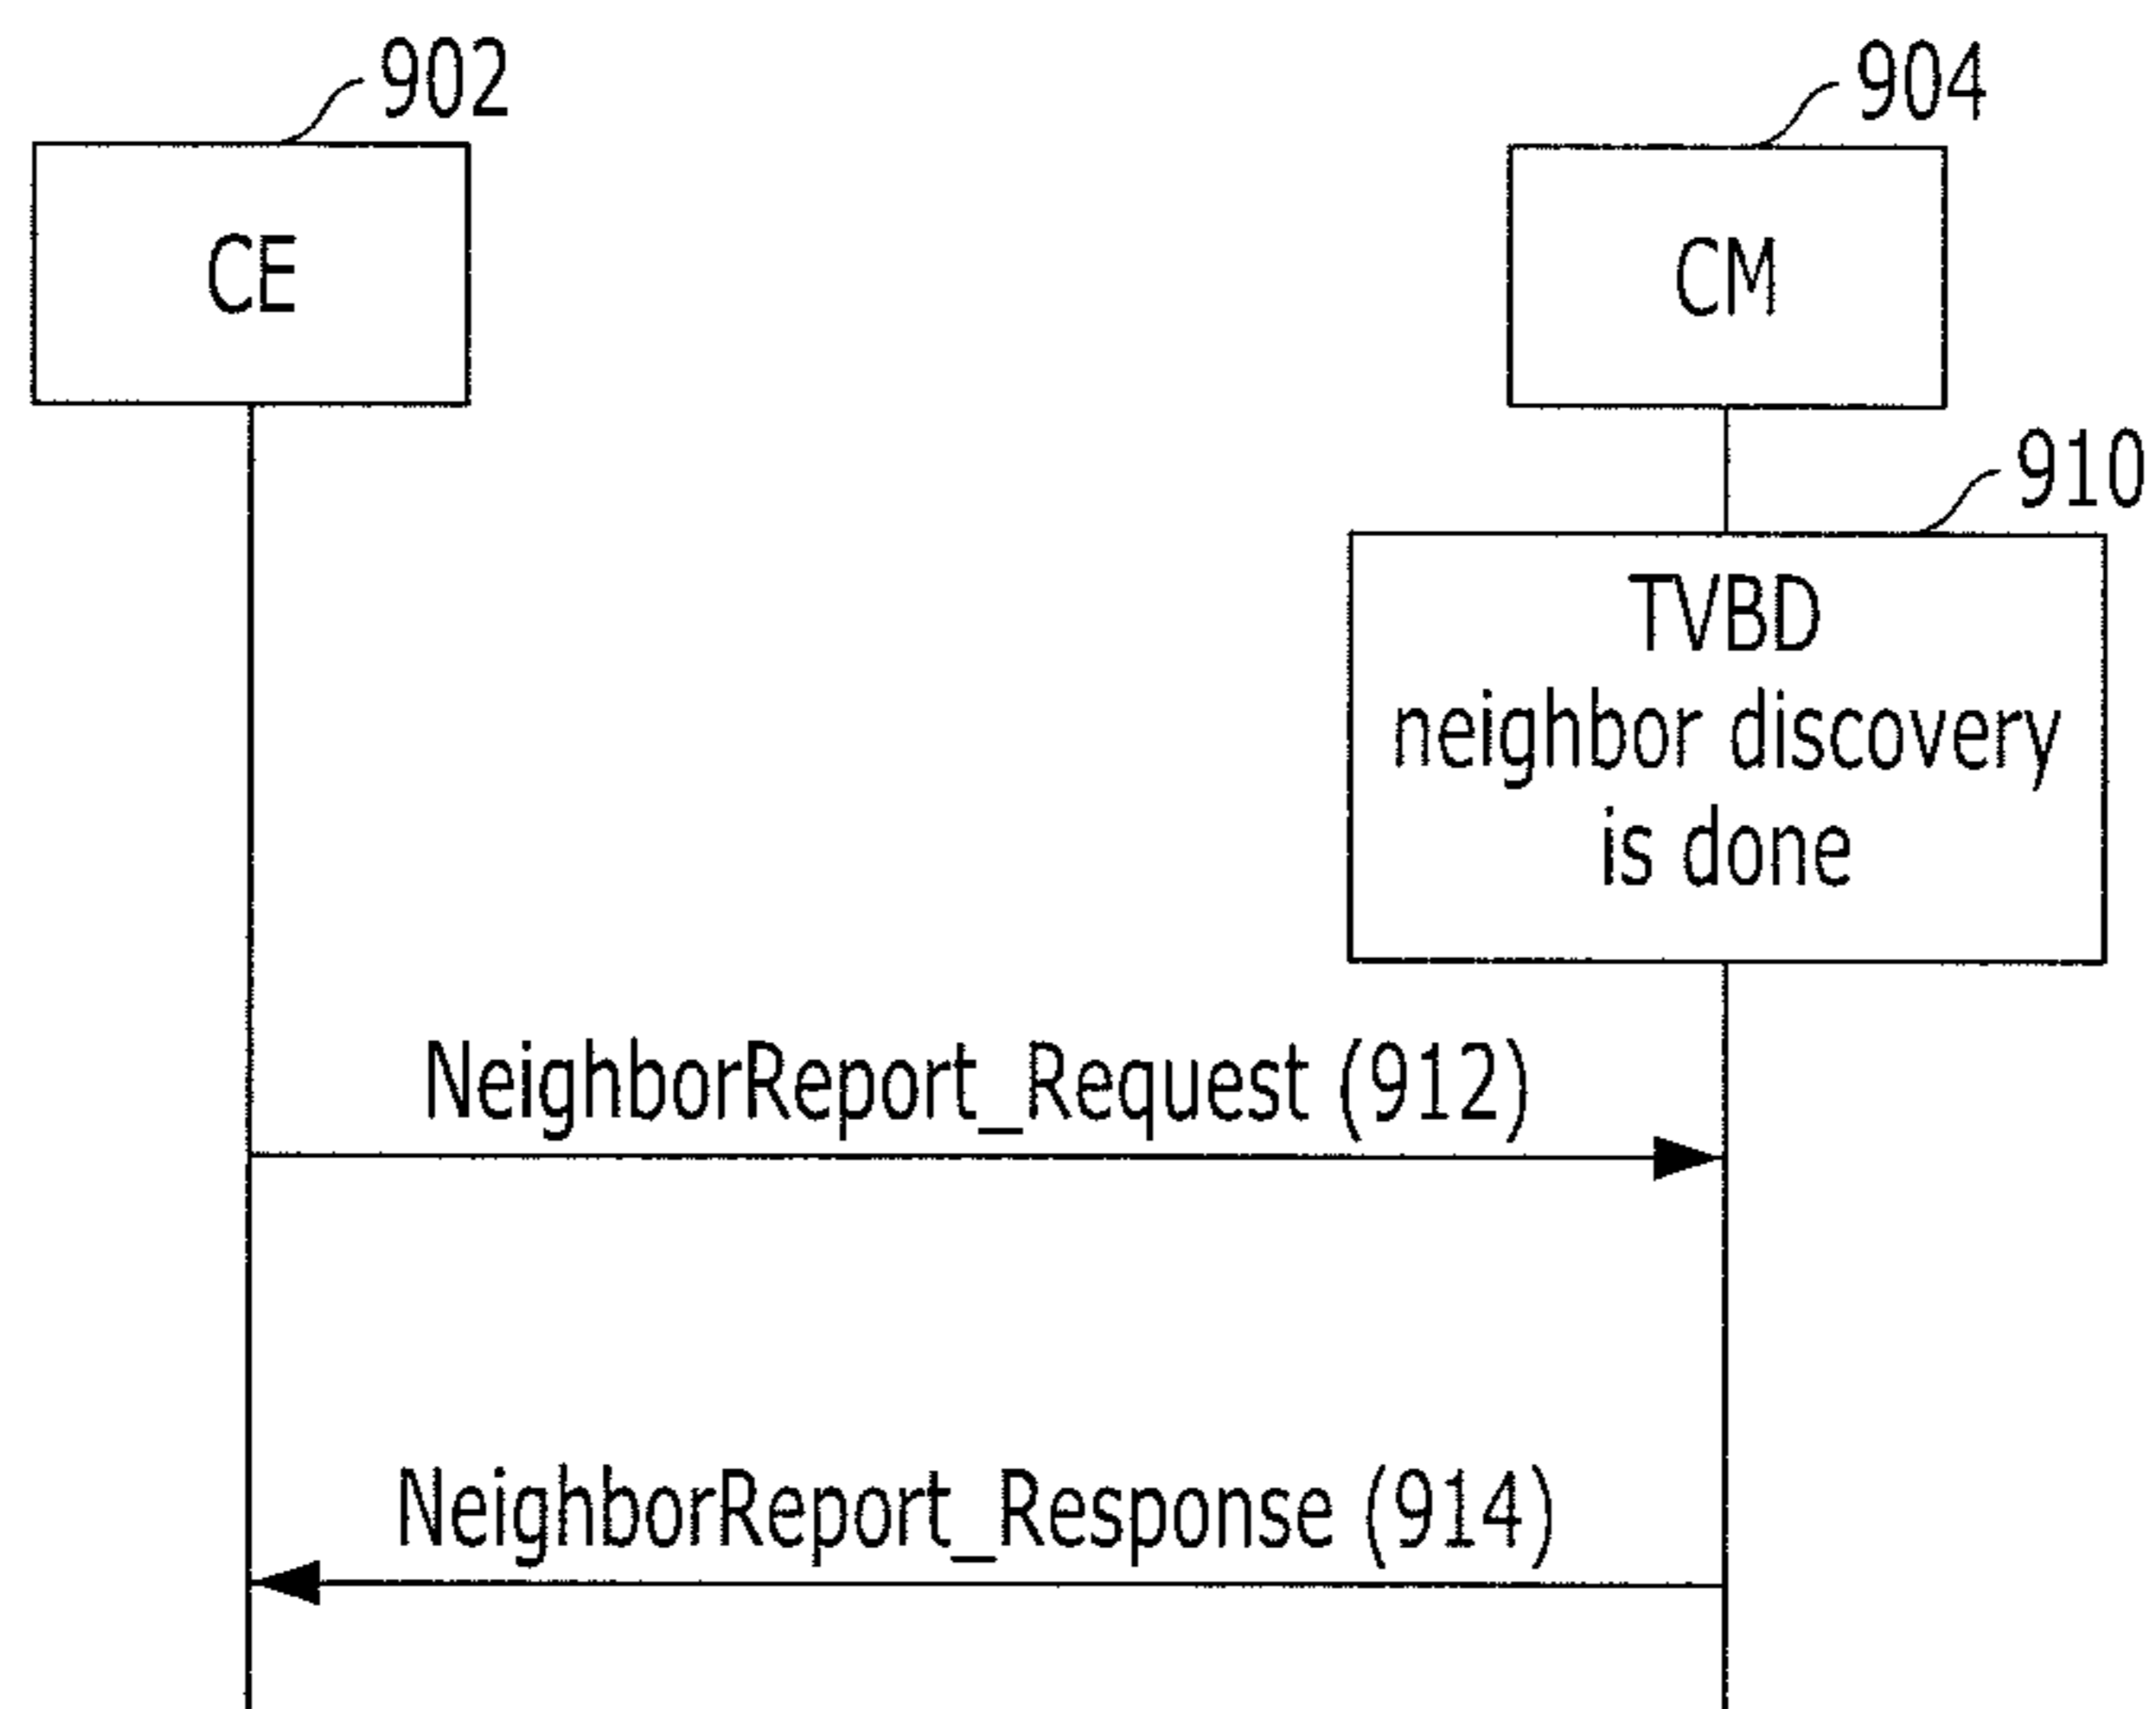 902
904
CE
CM
910
TVBD
neighbor discovery
is done
NeighborReport_Request (912)
NeighborReport_Response (914)